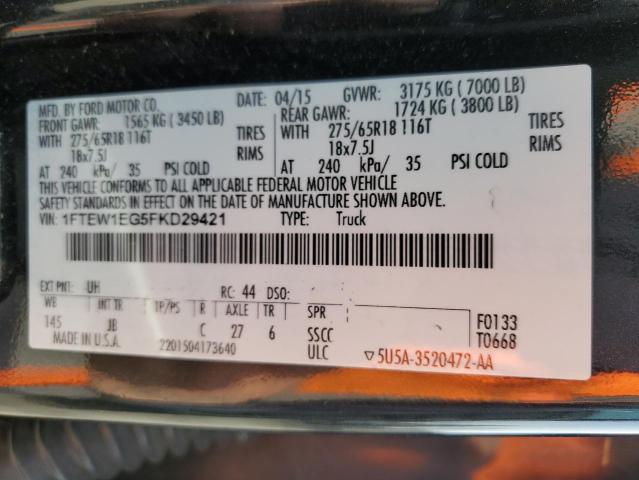 MFD. BY FORD MOTOR CO. DATE: 04/15 GVWR: 3175 KG ( 7000 LB)
FRONT GAWR: 1565 KG ( 3450 LB) REAR GAWR: 1724 KG ( 3800 LB)
WITH 275/65R18 116T TIRES WITH 275/65R18 116T TIRES
18x7.5J RIMS 18x7.5J RIMS
AT 240 kPa/ 35 PSI COLD AT 240 kPa/ 35 PSI COLD
THIS VEHICLE CONFORMS TO ALL APPLICABLE FEDERAL MOTOR VEHICLE
SAFETY STANDARDS IN EFFECT ON THE DATE OF MANUFACTURE SHOWN ABOVE.
VIN: 1FTEW1EG5FKD29421 TYPE: Truck
EXT PNT: UH RC: 44 DSO:
WB INT TR TP/PS R AXLE TR SPR F0133
145 JB C 27 6 SSCC T0668
MADE IN U.S.A. 2201504173640 ULC ▽5U5A-3520472-AA